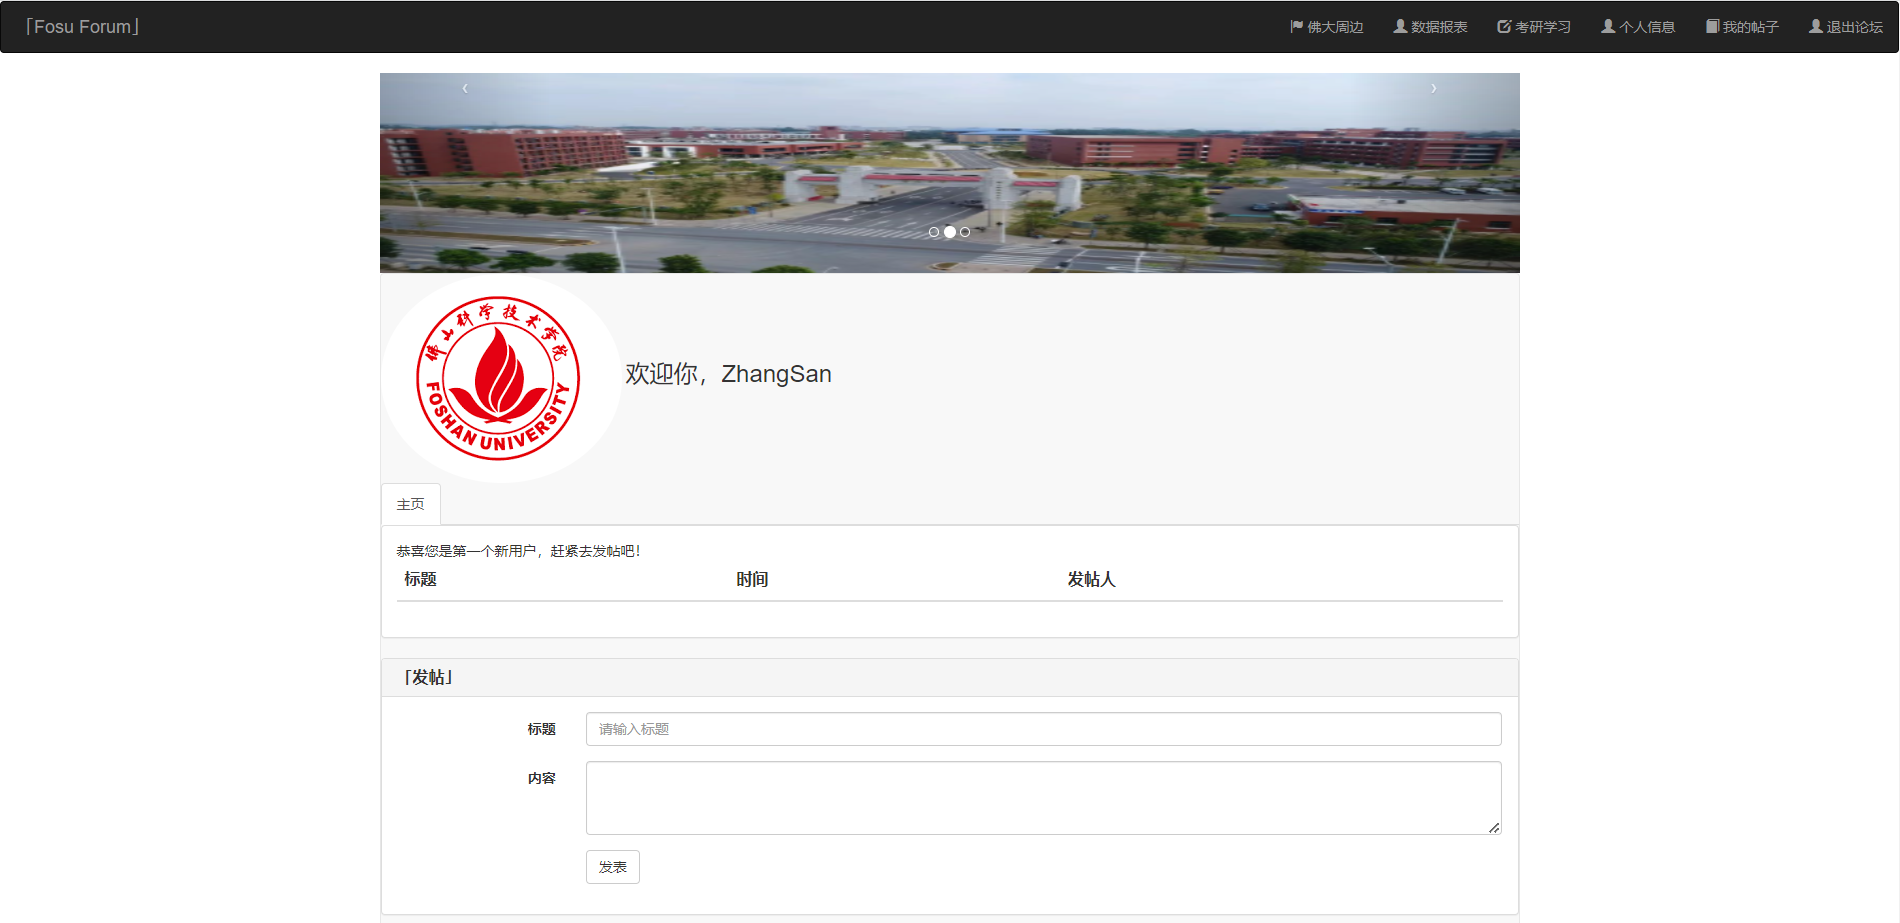 「Fosu Forum」
佛大周边 数据报表 考研学习 个人信息 我的帖子 退出论坛
佛山科学技术学院
FOSHAN UNIVERSITY
欢迎你，ZhangSan
主页
恭喜您是第一个新用户，赶紧去发帖吧！
标题 时间 发帖人
「发帖」
标题 请输入标题
内容
发表